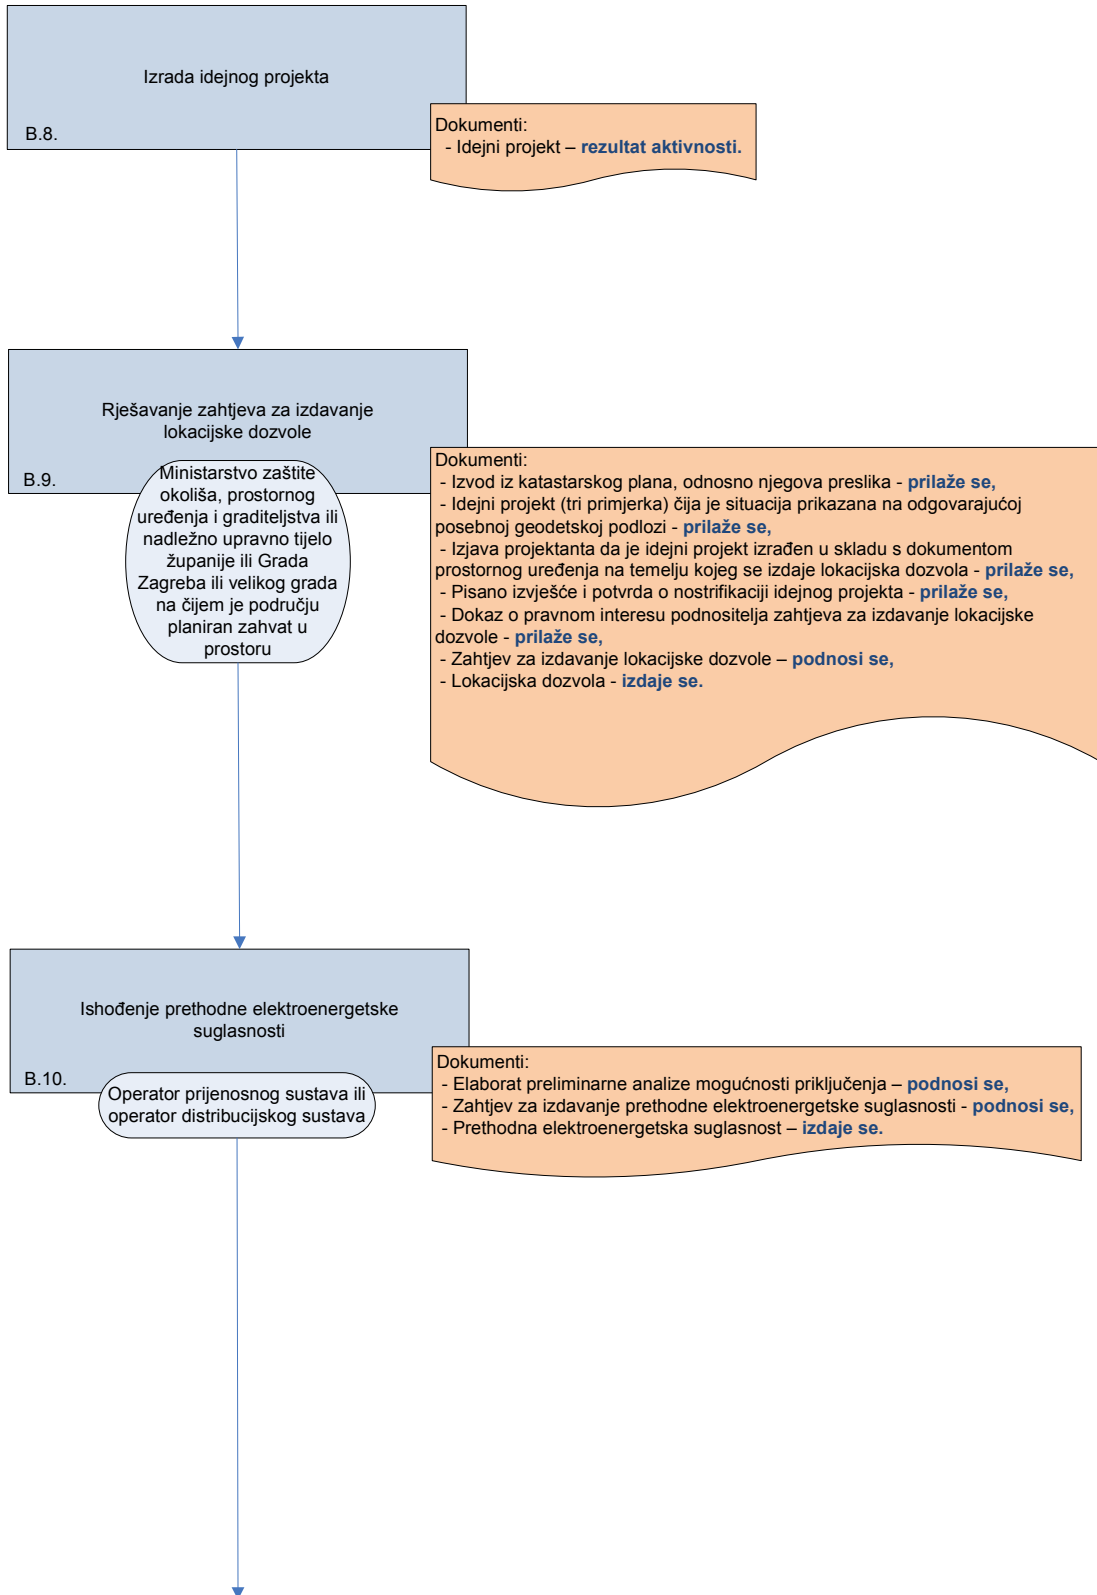 Izrada idejnog projekta
B.8.
Dokumenti:
- Idejni projekt – rezultat aktivnosti.
Rješavanje zahtjeva za izdavanje
lokacijske dozvole
B.9.
Ministarstvo zaštite
okoliša, prostornog
uređenja i graditeljstva ili
nadležno upravno tijelo
županije ili Grada
Zagreba ili velikog grada
na čijem je području
planiran zahvat u
prostoru
Dokumenti:
- Izvod iz katastarskog plana, odnosno njegova preslika - prilaže se,
- Idejni projekt (tri primjerka) čija je situacija prikazana na odgovarajućoj
posebnoj geodetskoj podlozi - prilaže se,
- Izjava projektanta da je idejni projekt izrađen u skladu s dokumentom
prostornog uređenja na temelju kojeg se izdaje lokacijska dozvola - prilaže se,
- Pisano izvješće i potvrda o nostrifikaciji idejnog projekta - prilaže se,
- Dokaz o pravnom interesu podnositelja zahtjeva za izdavanje lokacijske
dozvole - prilaže se,
- Zahtjev za izdavanje lokacijske dozvole – podnosi se,
- Lokacijska dozvola - izdaje se.
Ishođenje prethodne elektroenergetske
suglasnosti
B.10.
Operator prijenosnog sustava ili
operator distribucijskog sustava
Dokumenti:
- Elaborat preliminarne analize mogućnosti priključenja – podnosi se,
- Zahtjev za izdavanje prethodne elektroenergetske suglasnosti - podnosi se,
- Prethodna elektroenergetska suglasnost – izdaje se.